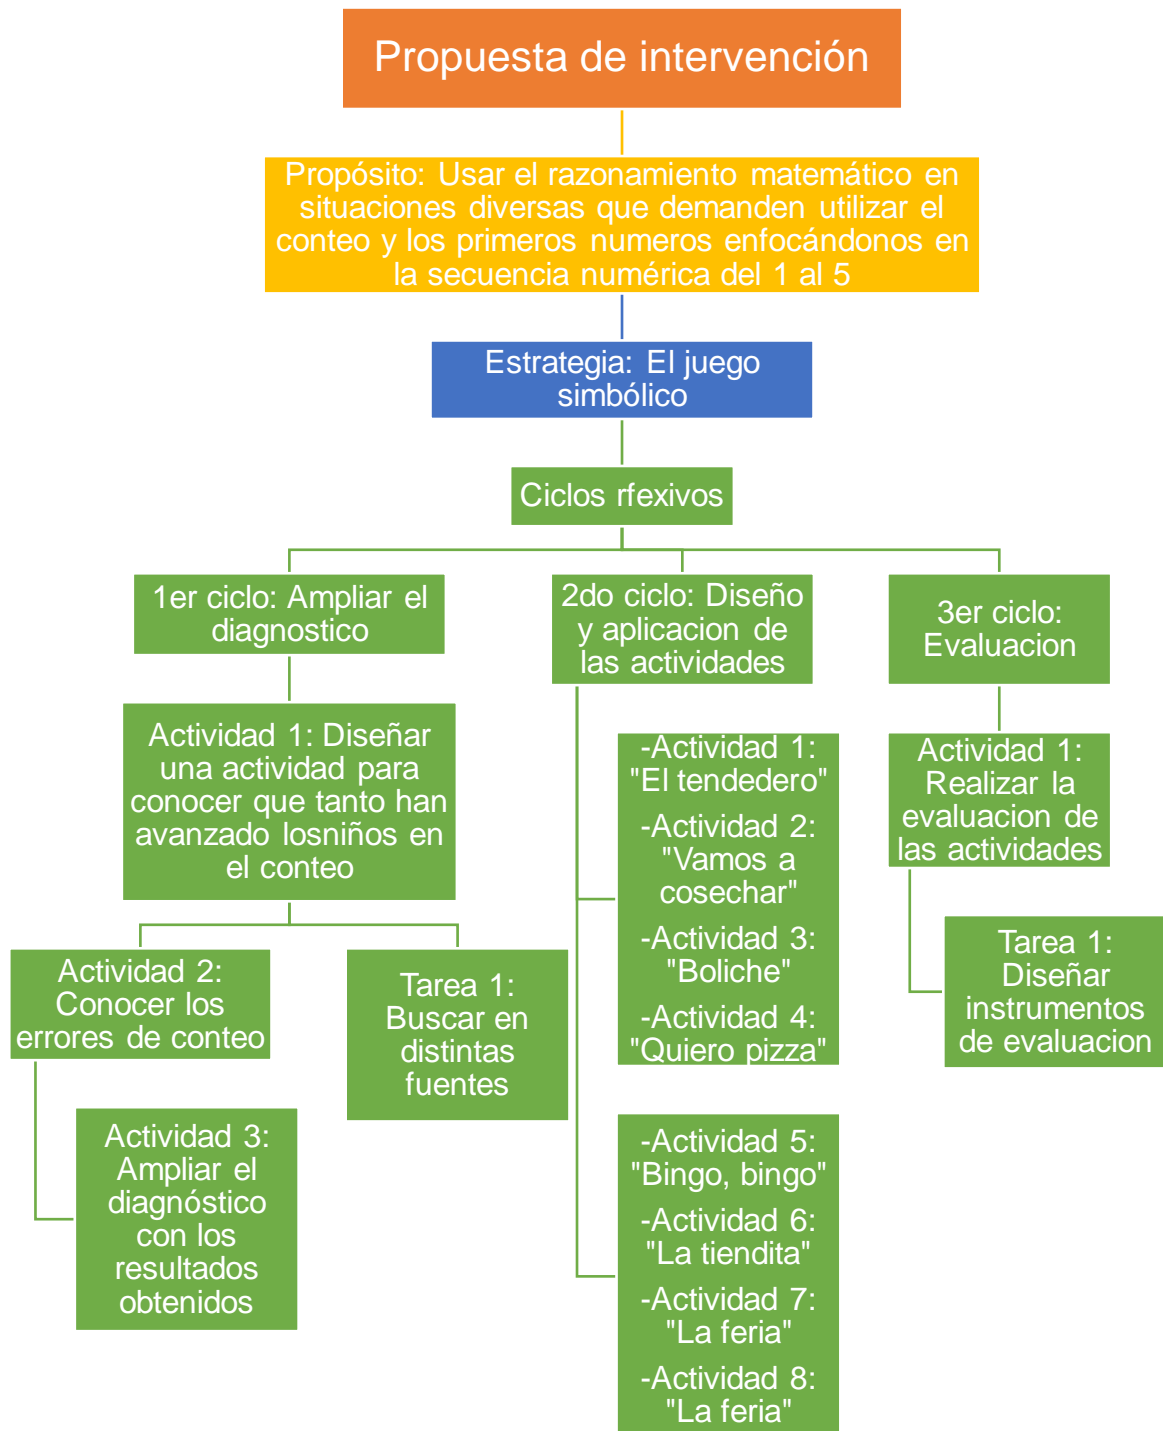 Propuesta de intervención
Propósito: Usar el razonamiento matemático en
situaciones diversas que demanden utilizar el
conteo y los primeros numeros enfocándonos en
la secuencia numérica del 1 al 5
Estrategia: El juego
simbólico
Ciclos rfexivos
1er ciclo: Ampliar el
diagnostico
Actividad 1: Diseñar
una actividad para
conocer que tanto han
avanzado losniños en
el conteo
Actividad 2:
Conocer los
errores de conteo
Actividad 3:
Ampliar el
diagnóstico
con los
resultados
obtenidos
Tarea 1:
Buscar en
distintas
fuentes
2do ciclo: Diseño
y aplicacion de
las actividades
-Actividad 1:
"El tendedero"
-Actividad 2:
"Vamos a
cosechar"
-Actividad 3:
"Boliche"
-Actividad 4:
"Quiero pizza"
-Actividad 5:
"Bingo, bingo"
-Actividad 6:
"La tiendita"
-Actividad 7:
"La feria"
-Actividad 8:
"La feria"
3er ciclo:
Evaluacion
Actividad 1:
Realizar la
evaluacion de
las actividades
Tarea 1:
Diseñar
instrumentos
de evaluacion